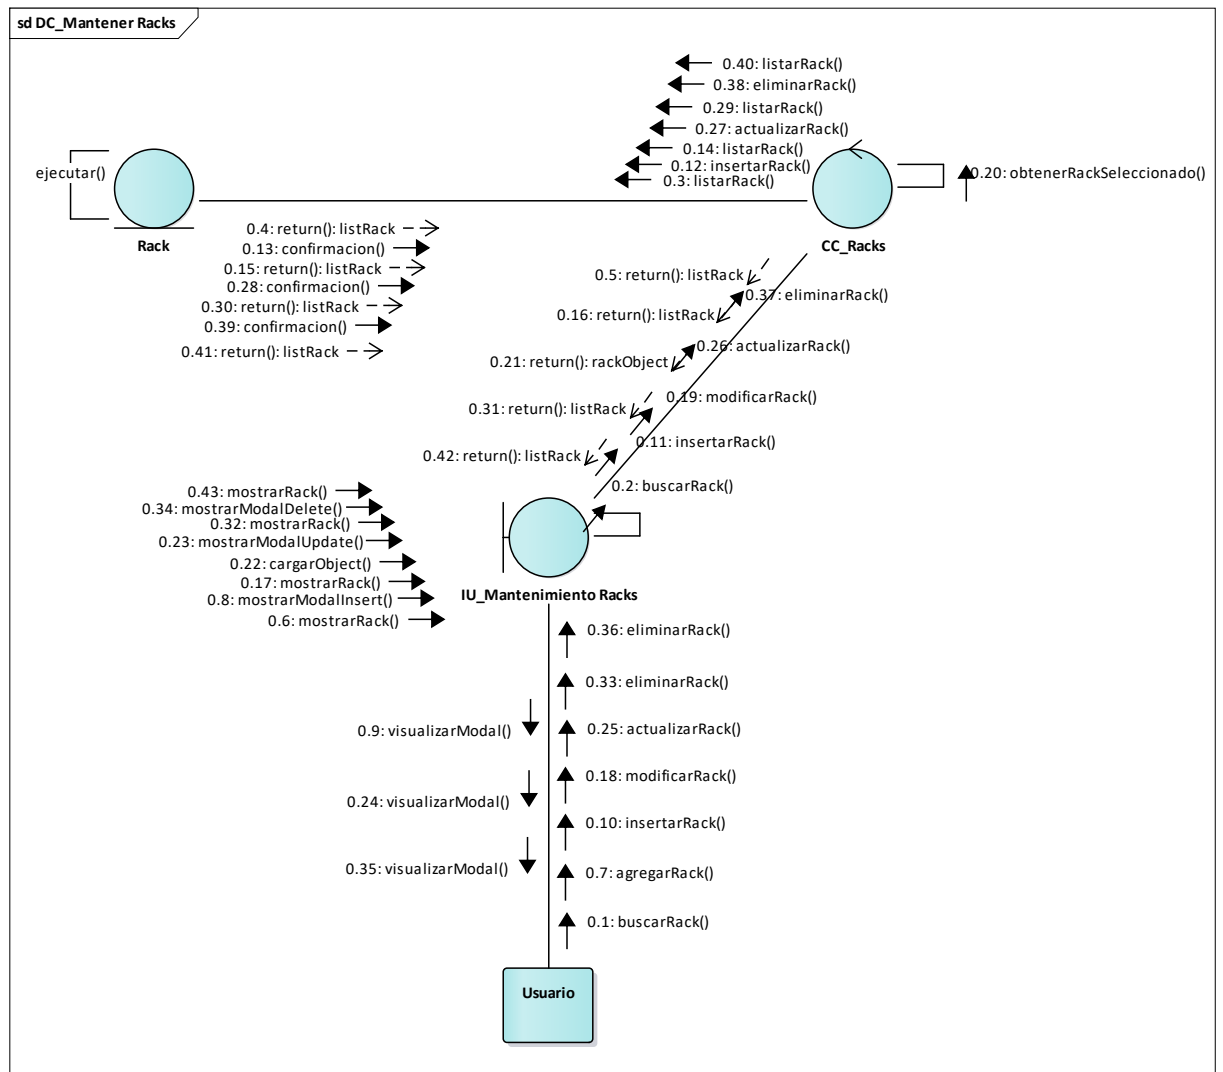 sd DC_Mantener Racks
0.40: listarRack()
0.38: eliminarRack()
0.29: listarRack()
0.27: actualizarRack()
0.14: listarRack()
0.12: insertarRack()
0.3: listarRack()
ejecutar()
0.20: obtenerRackSeleccionado()
Rack
CC_Racks
0.4: return(): listRack
0.13: confirmacion()
0.15: return(): listRack
0.28: confirmacion()
0.30: return(): listRack
0.39: confirmacion()
0.41: return(): listRack
0.5: return(): listRack
0.37: eliminarRack()
0.16: return(): listRack
0.26: actualizarRack()
0.21: return(): rackObject
0.19: modificarRack()
0.31: return(): listRack
0.11: insertarRack()
0.42: return(): listRack
0.2: buscarRack()
0.43: mostrarRack()
0.34: mostrarModalDelete()
0.32: mostrarRack()
0.23: mostrarModalUpdate()
0.22: cargarObject()
0.17: mostrarRack()
0.8: mostrarModalInsert()
0.6: mostrarRack()
IU_Mantenimiento Racks
0.36: eliminarRack()
0.33: eliminarRack()
0.9: visualizarModal()
0.25: actualizarRack()
0.18: modificarRack()
0.24: visualizarModal()
0.10: insertarRack()
0.35: visualizarModal()
0.7: agregarRack()
0.1: buscarRack()
Usuario